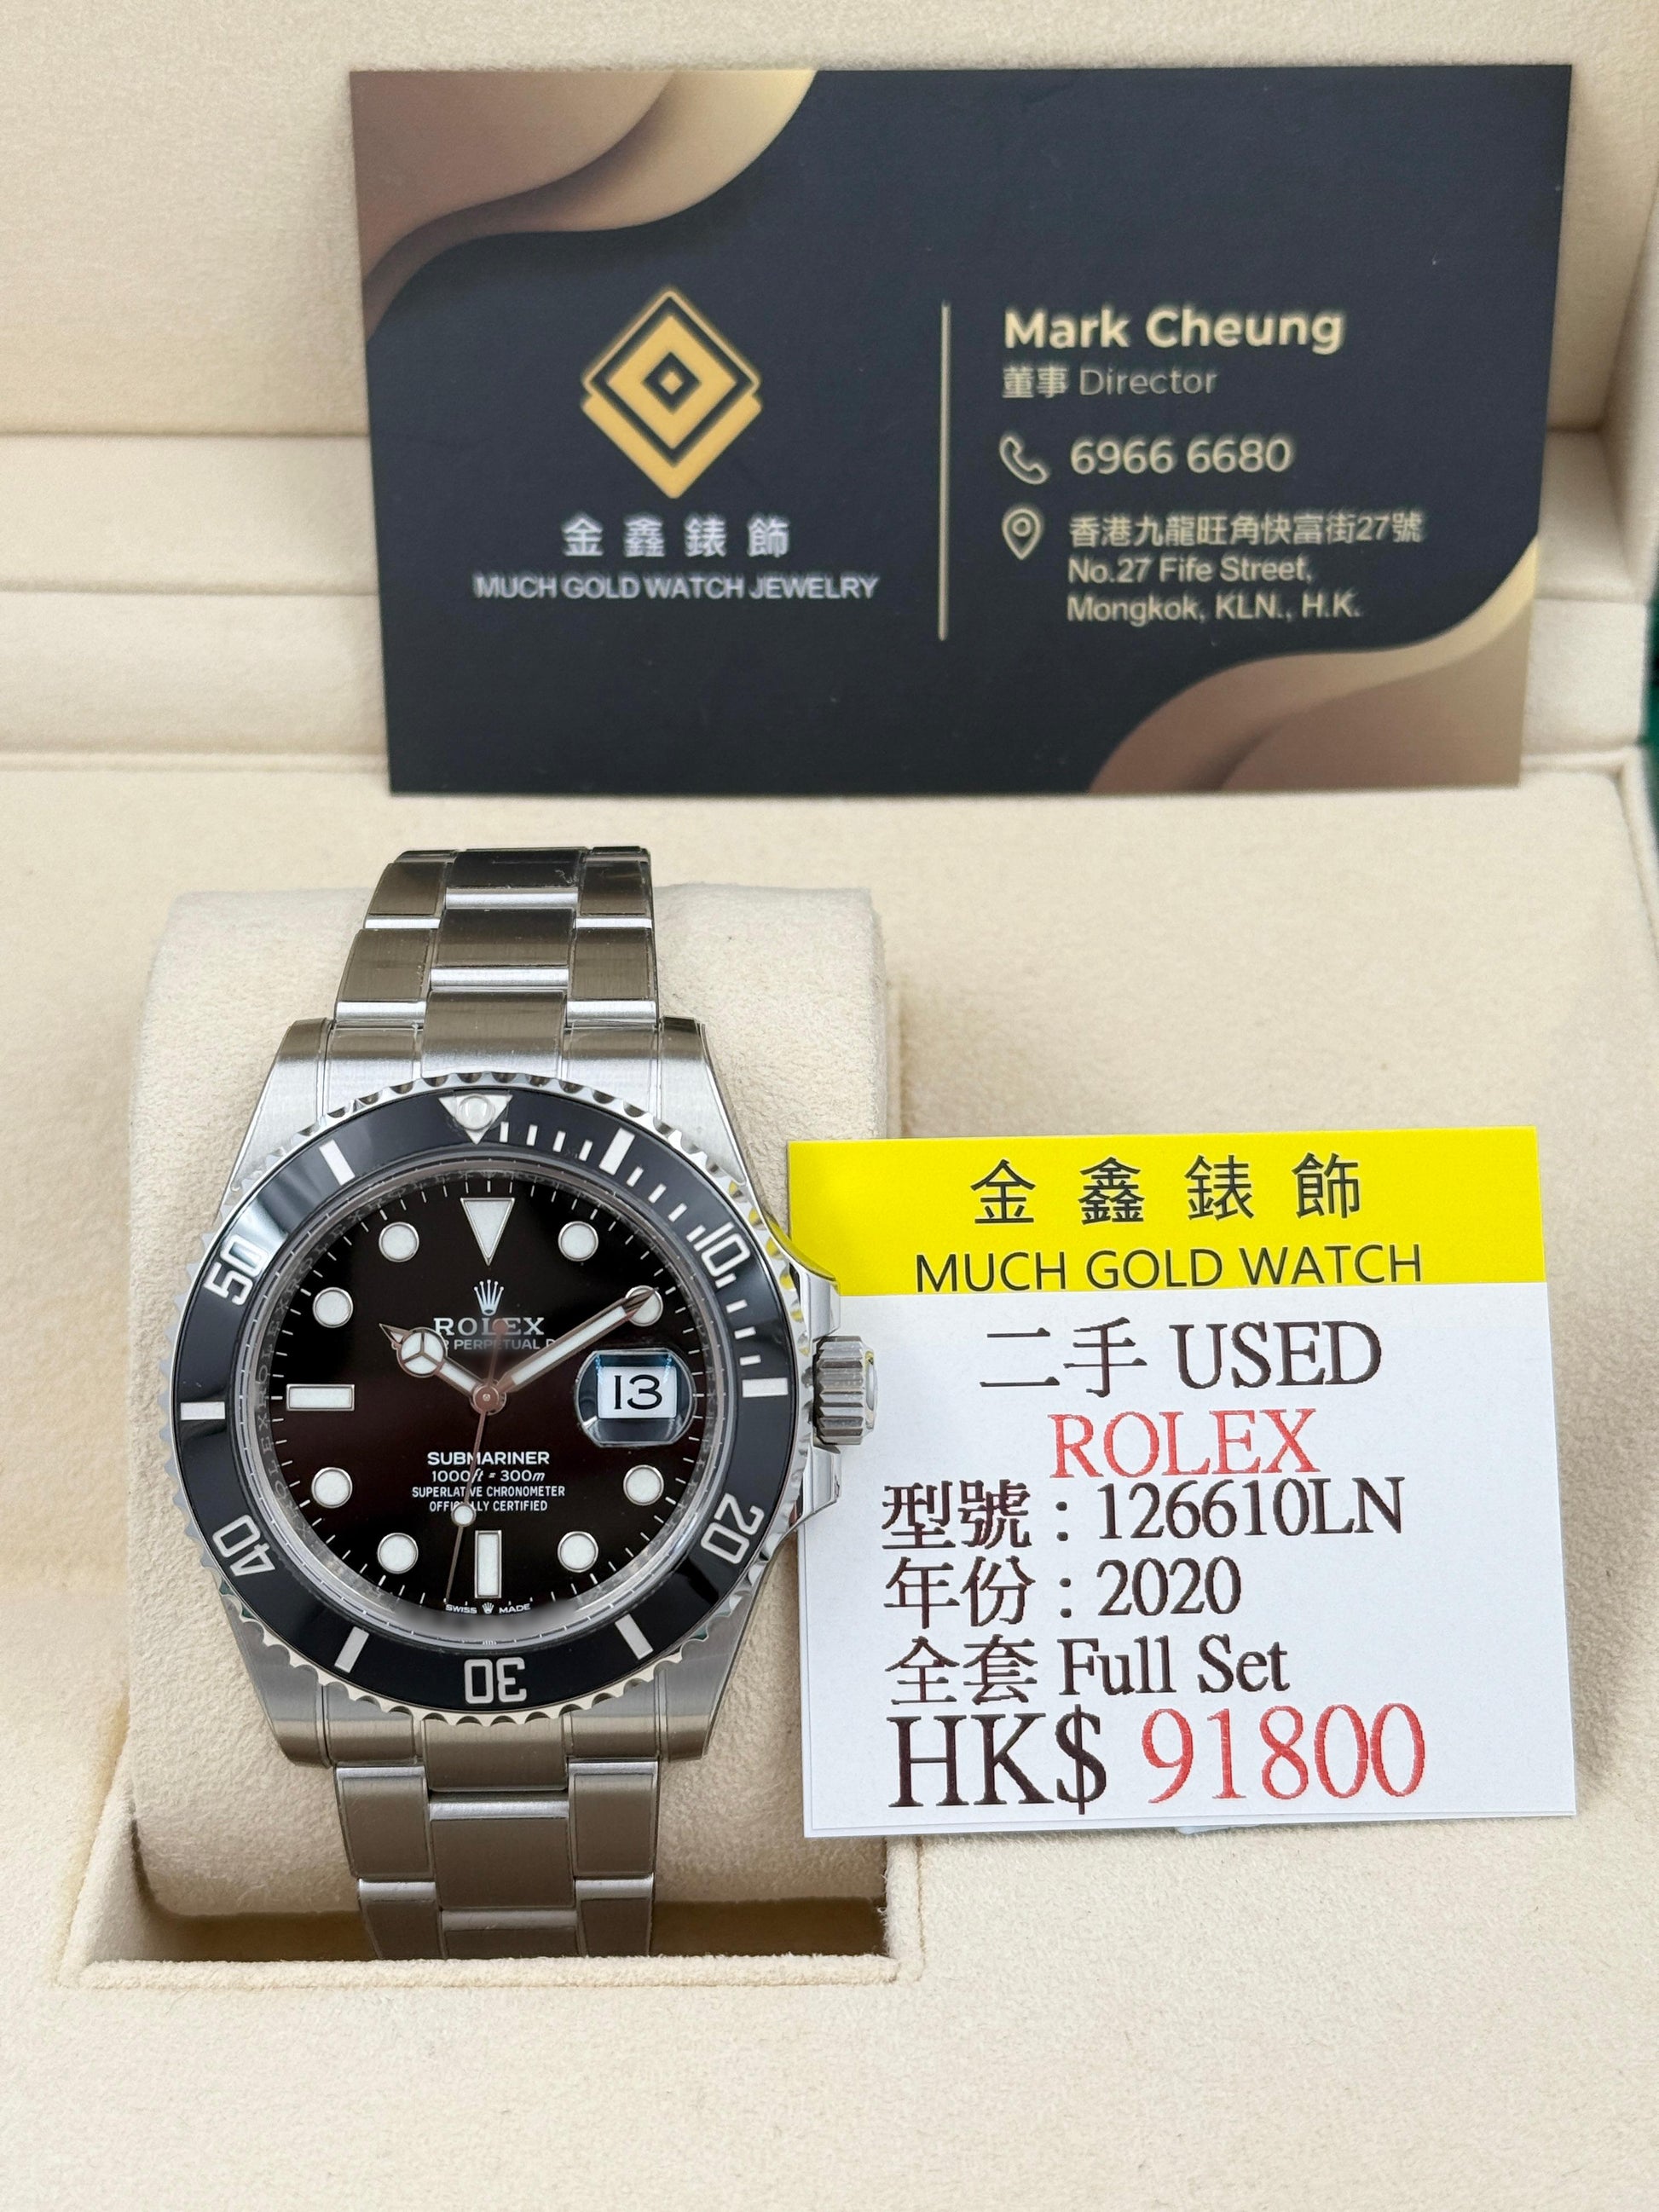 Mark Cheung
董事 Director
6966 6680
香港九龍旺角快富街27號
No.27 Fife Street,
Mongkok, KLN., H.K.
金鑫錶飾
MUCH GOLD WATCH JEWELRY
金鑫錶飾
MUCH GOLD WATCH
二手 USED
ROLEX
型號：126610LN
年份：2020
全套 Full Set
HK$ 91800
10
20
30
40
50
ROLEX
PERPETUAL
13
SUBMARINER
1000ft = 300m
SUPERLATIVE CHRONOMETER
OFFICIALLY CERTIFIED
SWISS MADE